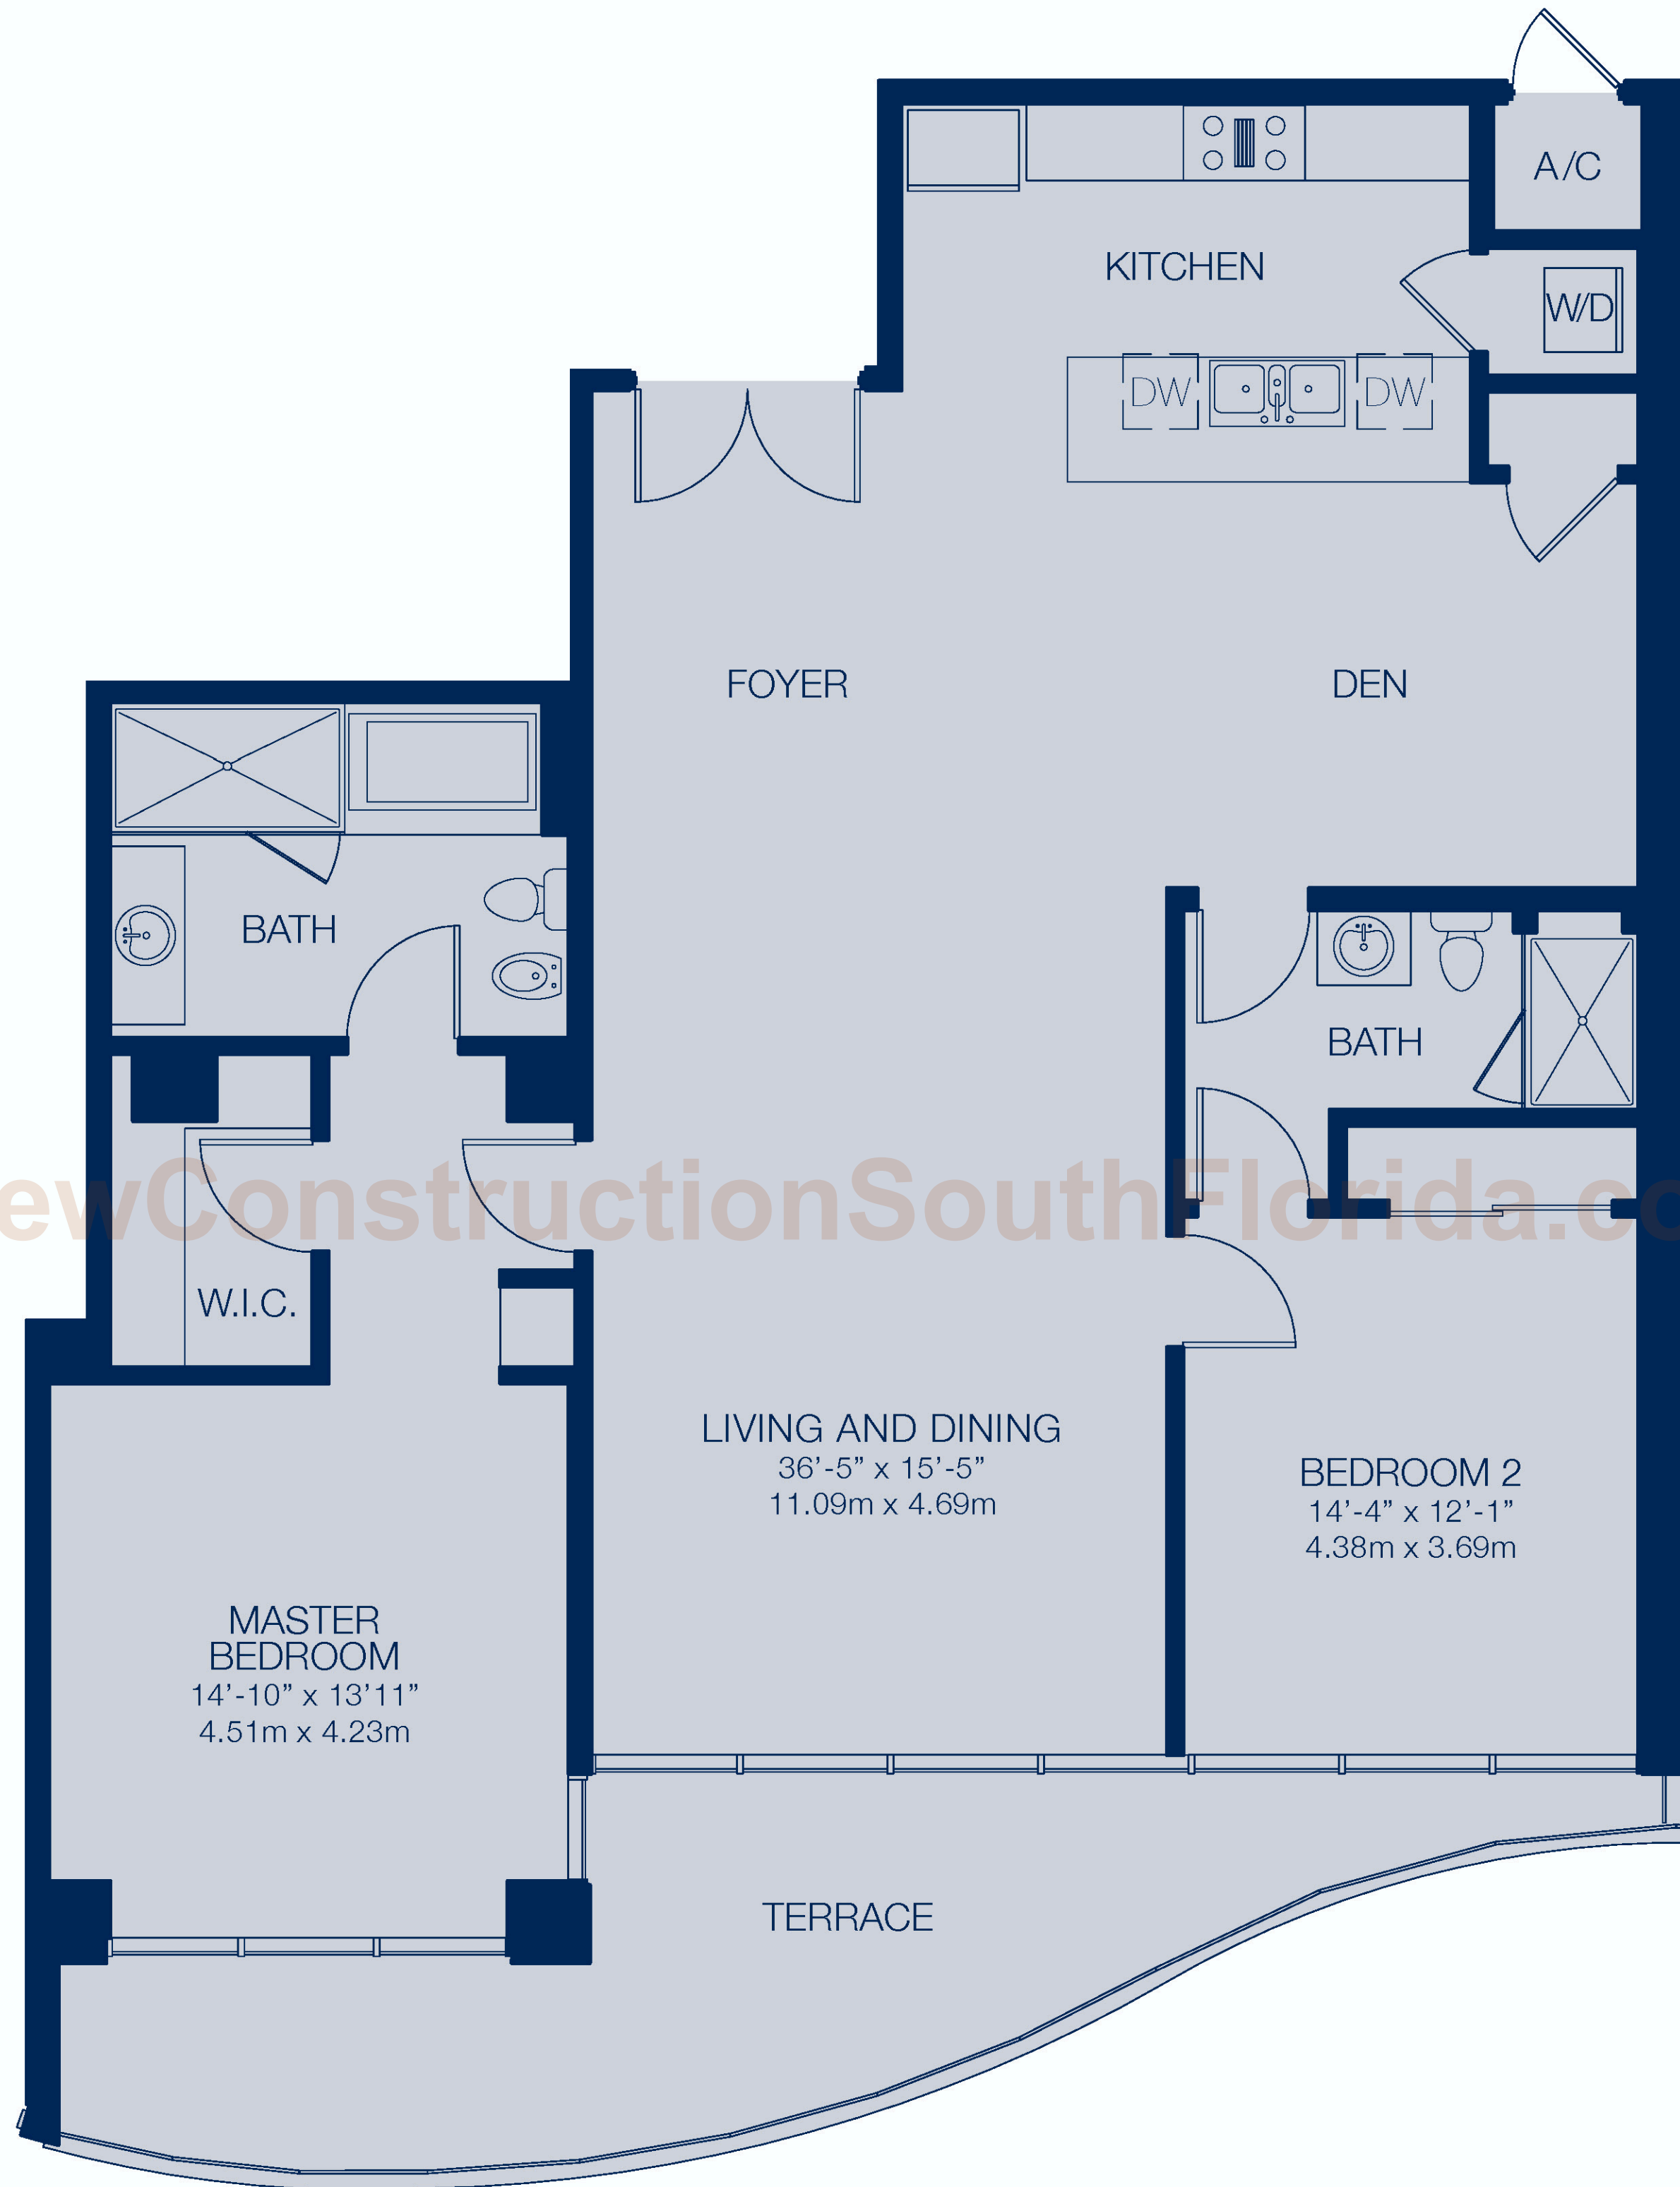 A/C
KITCHEN
W/D
DW
DW
FOYER
DEN
BATH
BATH
ewConstructionSouthFlorida.co
W.I.C.
LIVING AND DINING
36’-5” x 15’-5”
11.09m x 4.69m
BEDROOM 2
14’-4” x 12’-1”
4.38m x 3.69m
MASTER
BEDROOM
14’-10” x 13’11”
4.51m x 4.23m
TERRACE